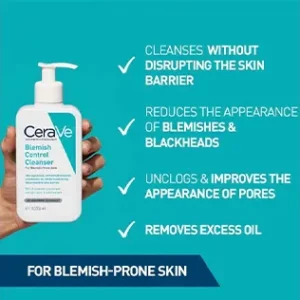 CLEANSES WITHOUT
DISRUPTING THE SKIN
BARRIER
REDUCES THE APPEARANCE
OF BLEMISHES &
BLACKHEADS
UNCLOGS & IMPROVES THE
APPEARANCE OF PORES
REMOVES EXCESS OIL
CeraVe
Blemish
Control
Cleanser
FOR BLEMISH-PRONE SKIN